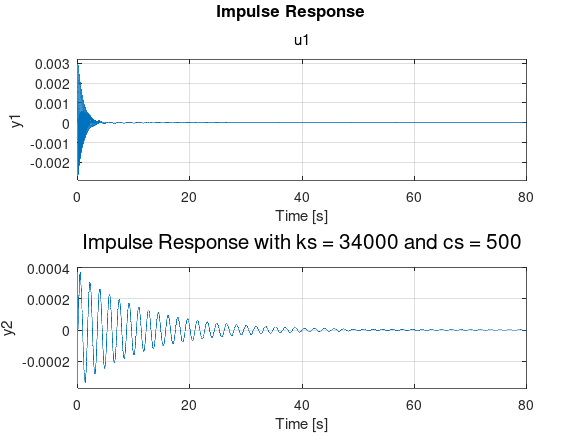 Impulse Response
u1
0.003
0.002
0.001
0
-0.001
-0.002
y1
0 20 40 60 80
Time [s]
Impulse Response with ks = 34000 and cs = 500
0.0004
0.0002
0
-0.0002
y2
0 20 40 60 80
Time [s]